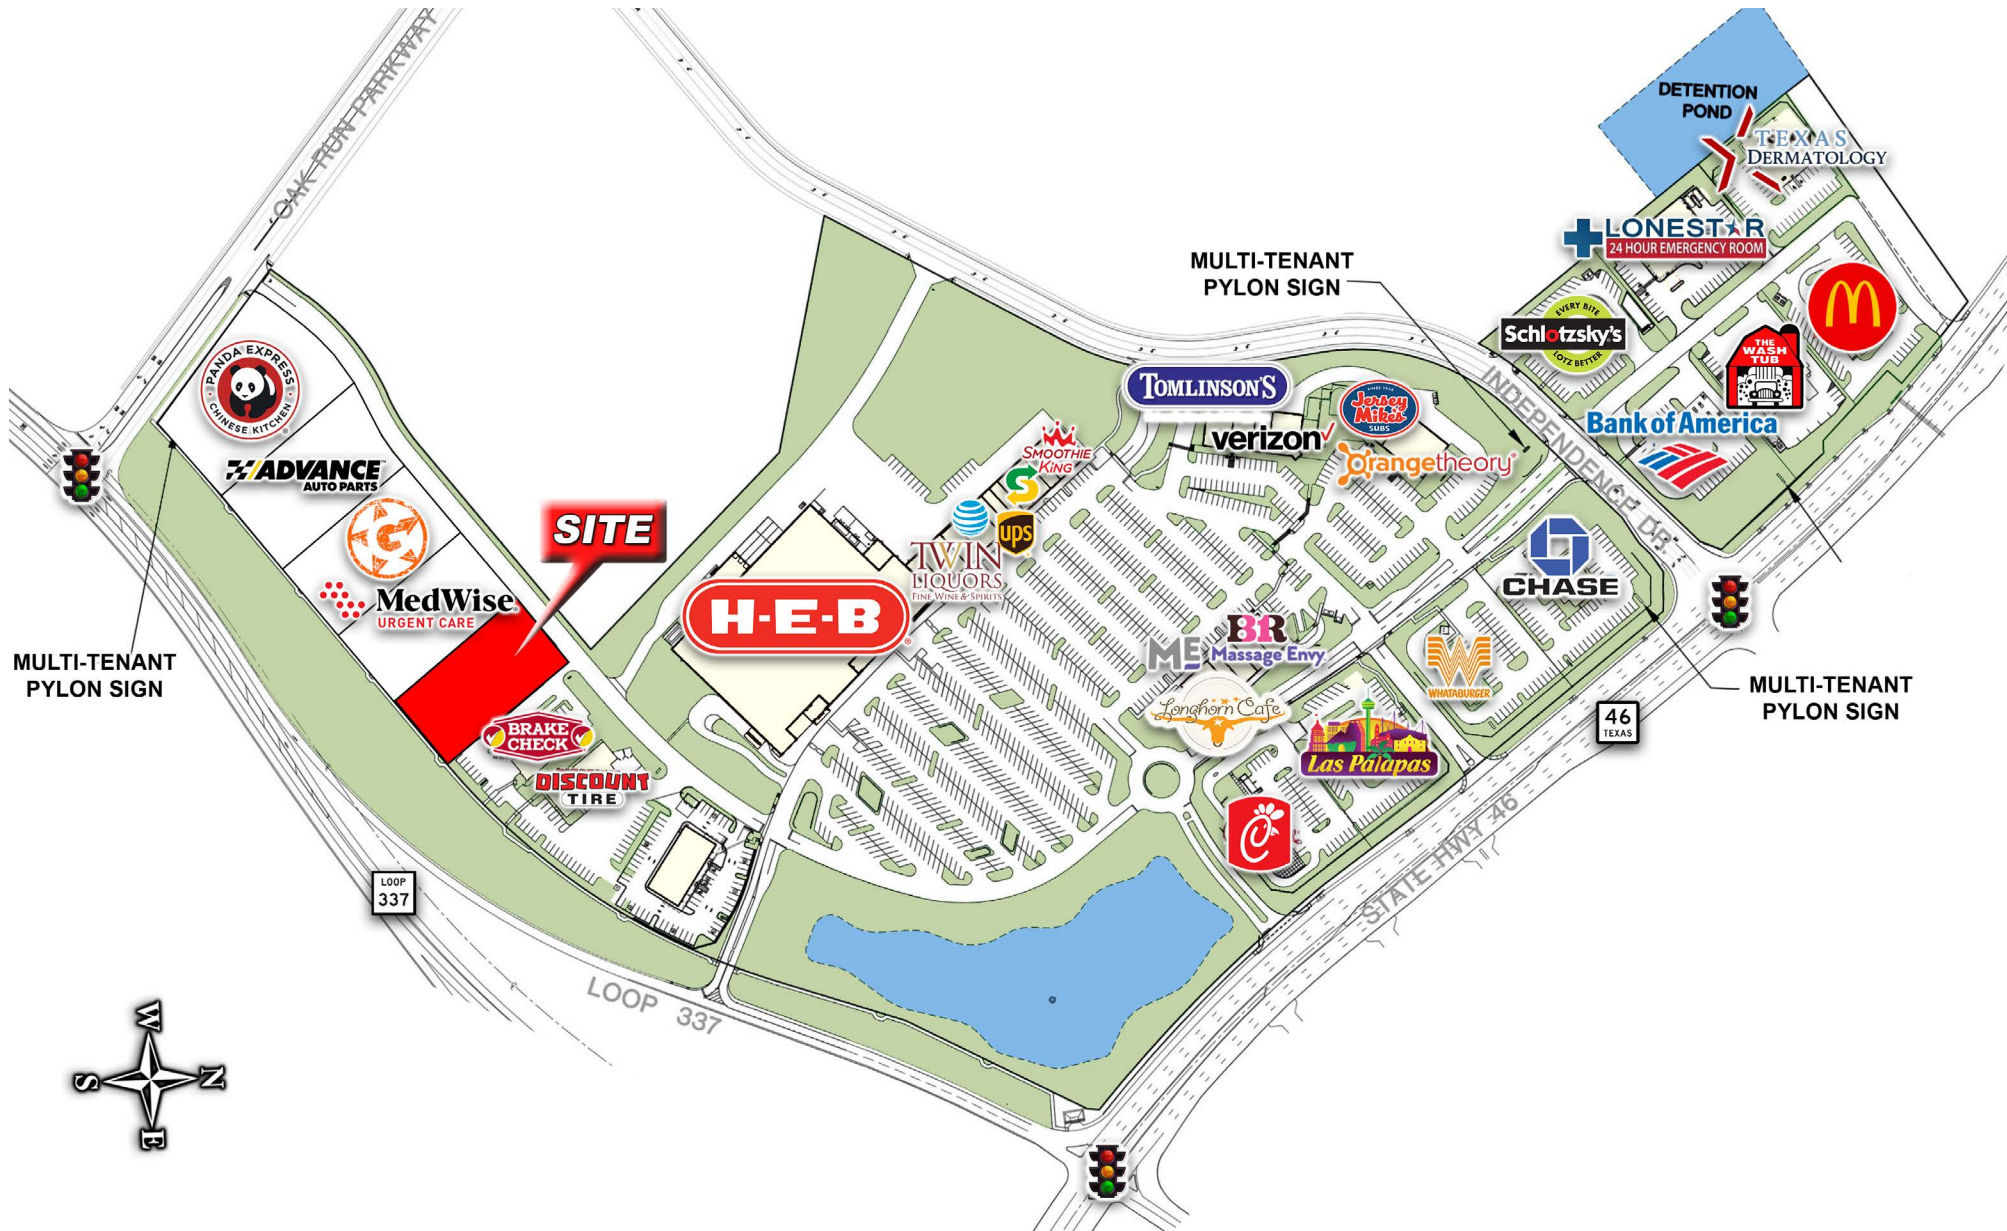 OAK RUN PARKWAY
DETENTION
POND
TEXAS
DERMATOLOGY
LONESTAR
24 HOUR EMERGENCY ROOM
MULTI-TENANT
PYLON SIGN
EVERY BITE
Schlotzsky's
LOTZ BETTER
THE
WASH
TUB
Bank of America
INDEPENDENCE DR.
PANDA EXPRESS
CHINESE KITCHEN
ADVANCE
AUTO PARTS
G
MedWise
URGENT CARE
SITE
TOMLINSON'S
verizon
SINCE 1956
Jersey
Mike's
SUBS
Orangetheory
SMOOTHIE
KING
S
AT&T
ups
TWIN
LIQUORS
FINE WINE & SPIRITS
H-E-B
CHASE
ME
BR
Massage Envy
Longhorn Cafe
W
WHATABURGER
Las Palapas
MULTI-TENANT
PYLON SIGN
MULTI-TENANT
PYLON SIGN
46
TEXAS
STATE HWY 46
BRAKE
CHECK
DISCOUNT
TIRE
LOOP
337
LOOP 337
W
S
N
E